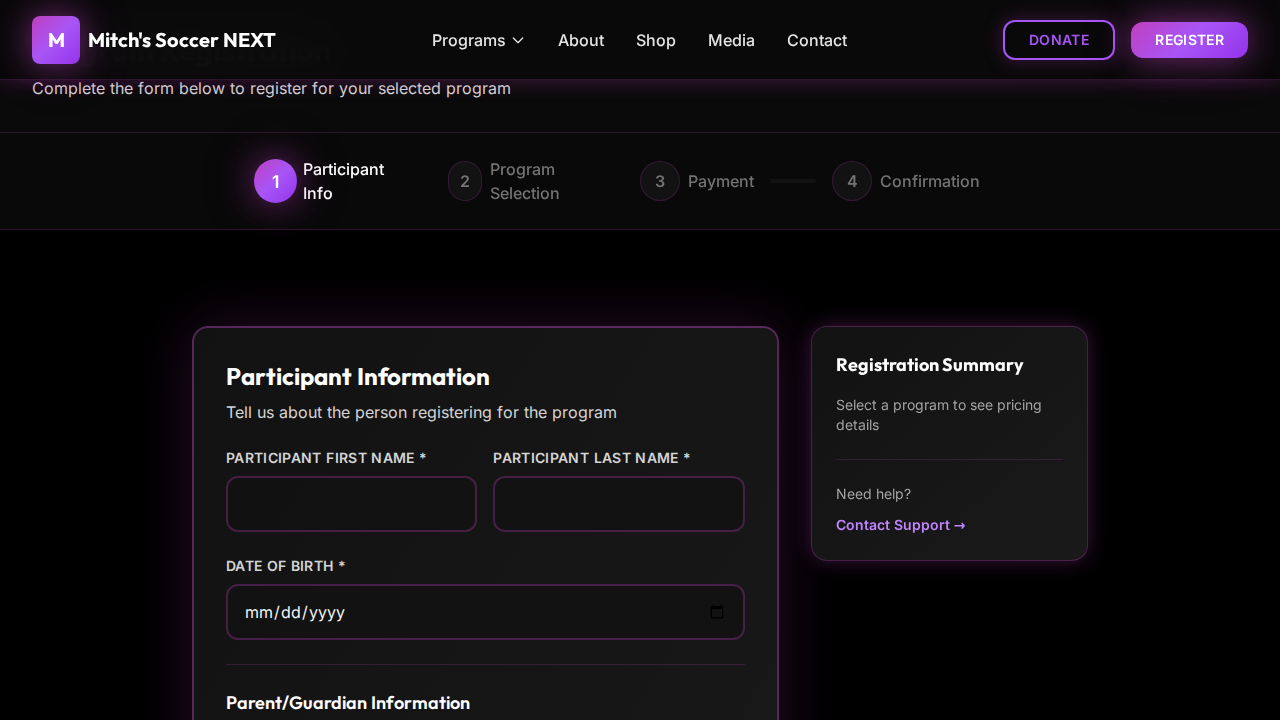 M
Mitch's Soccer NEXT
Programs
About
Shop
Media
Contact
DONATE
REGISTER
Complete the form below to register for your selected program
1
Participant
Info
2
Program
Selection
3
Payment
4
Confirmation
Participant Information
Tell us about the person registering for the program
PARTICIPANT FIRST NAME *
PARTICIPANT LAST NAME *
DATE OF BIRTH *
mm/dd/yyyy
Parent/Guardian Information
Registration Summary
Select a program to see pricing
details
Need help?
Contact Support →